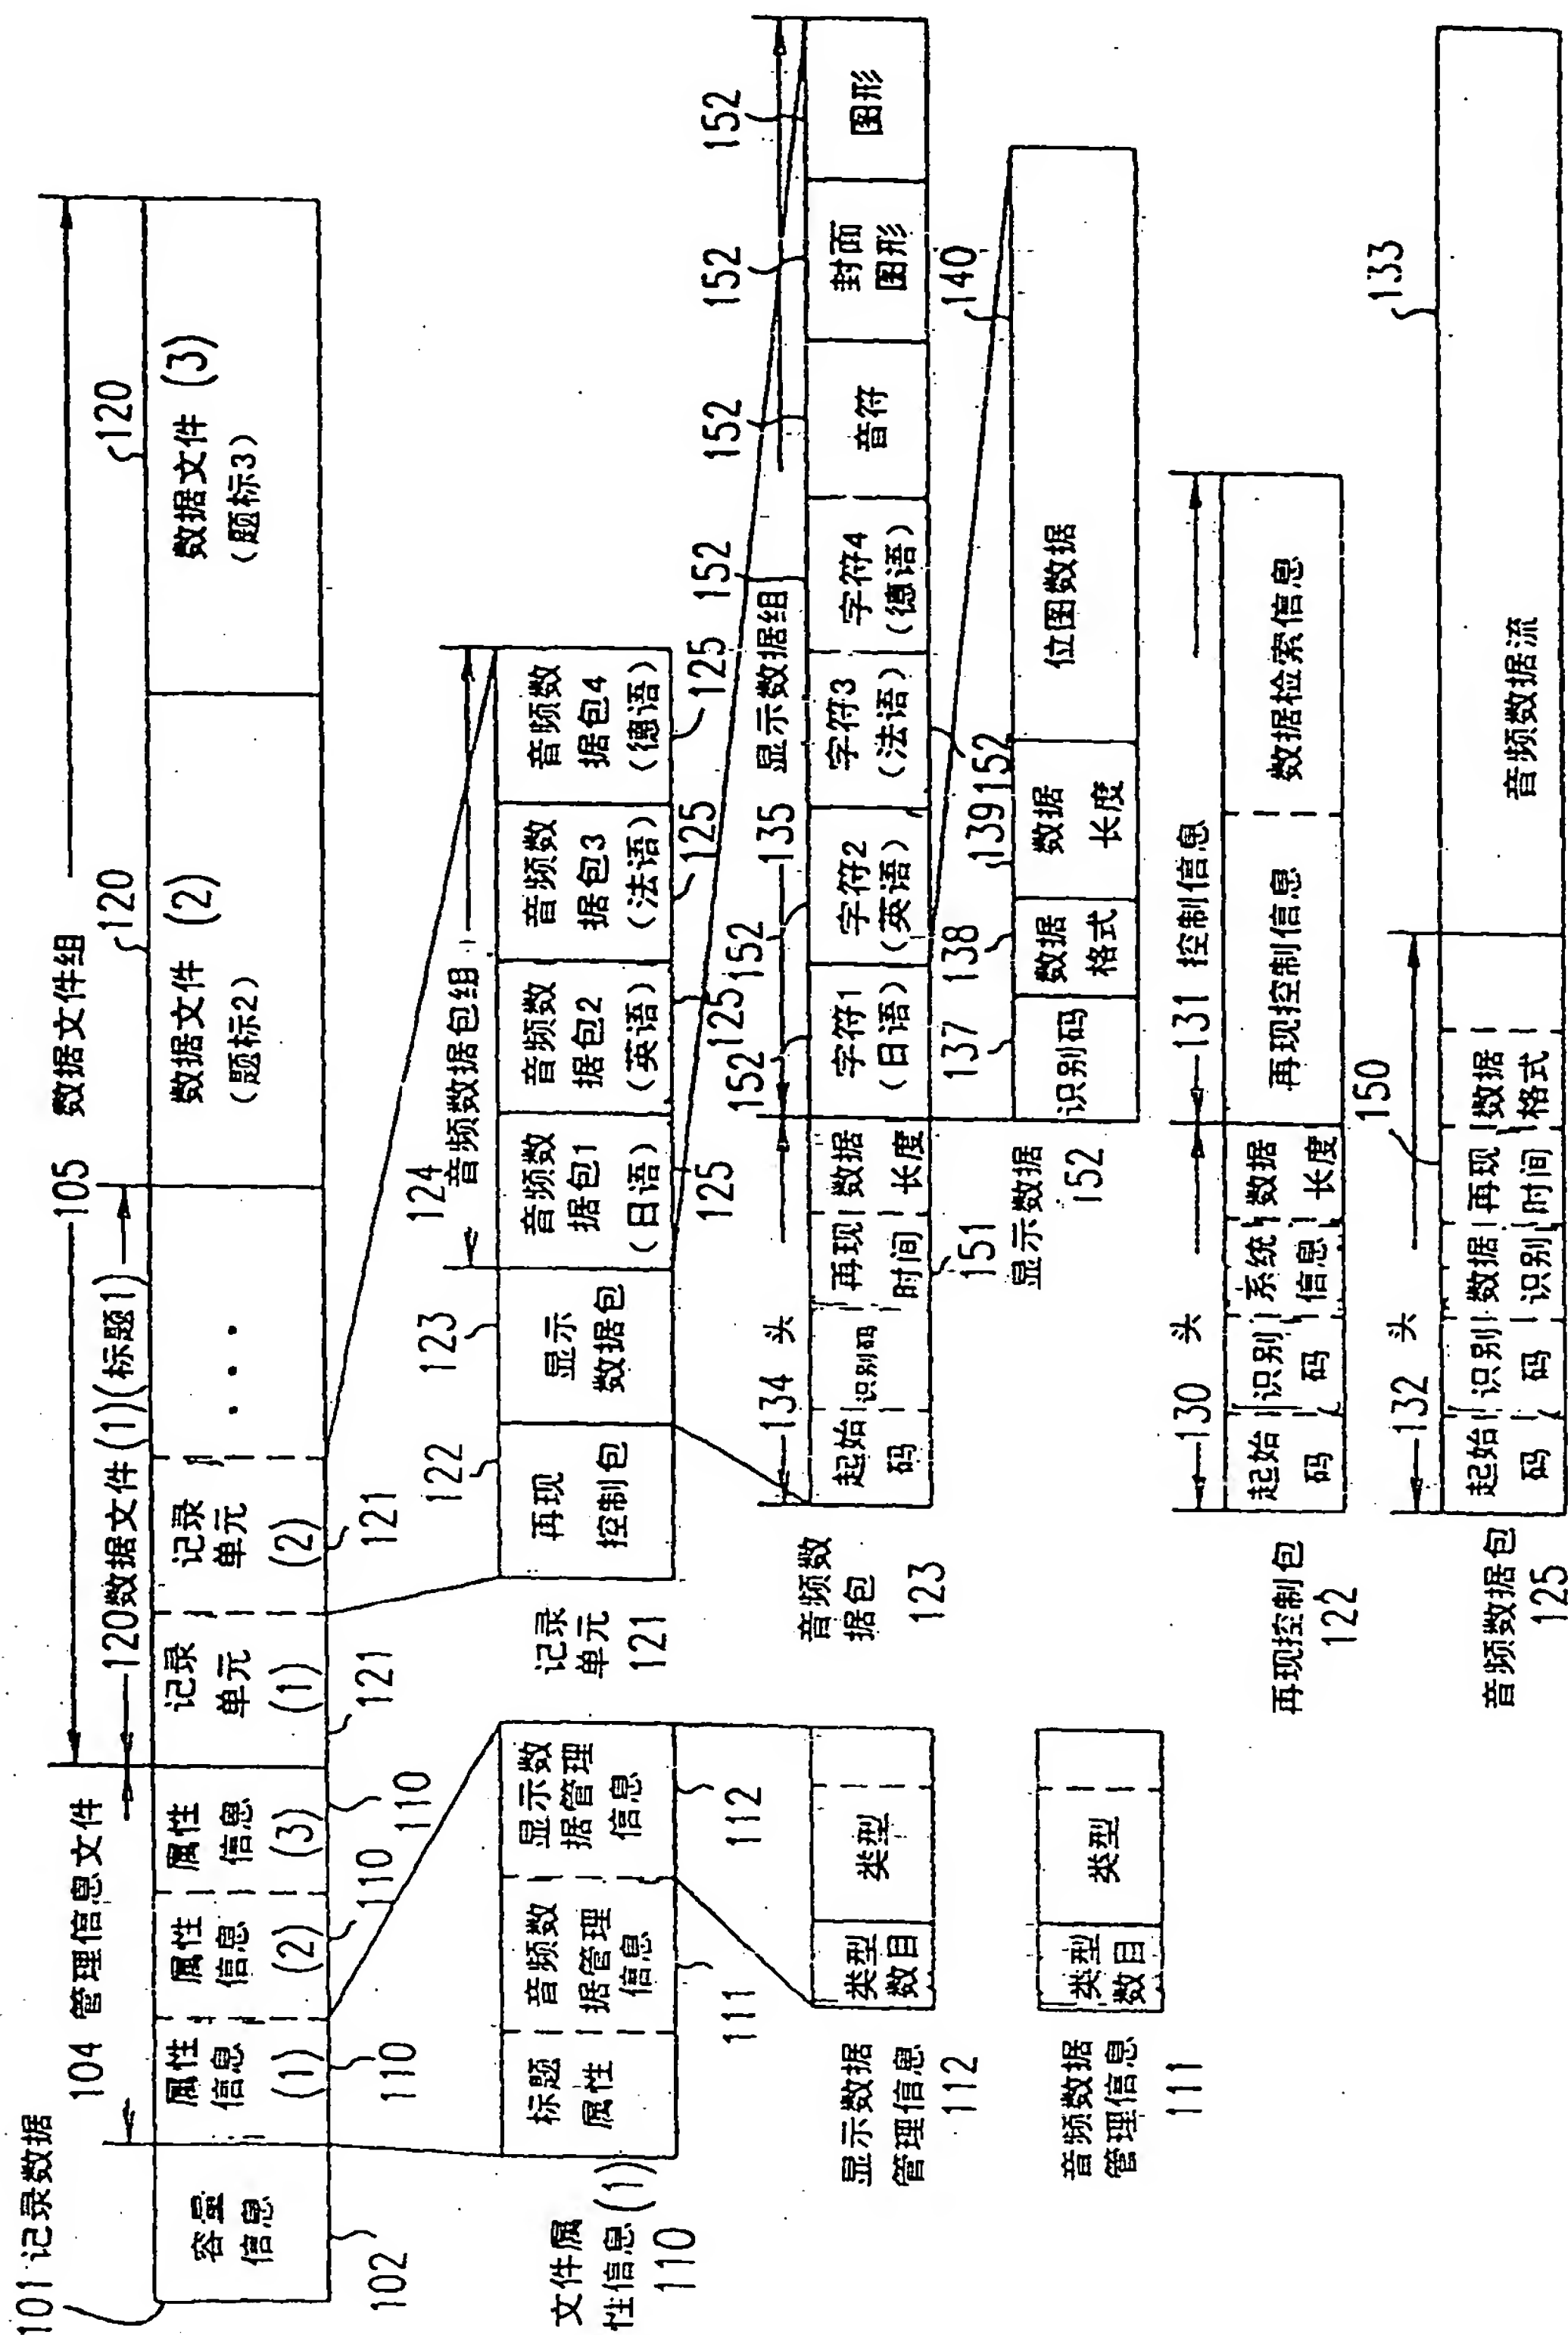 101 记录数据
104 管理信息文件
105 数据文件组
120数据文件(1)(标题1)
120
120
容量
信息
102
属性
信息
(1)
110
属性
信息
(2)
110
属性
信息
(3)
110
记录
单元
(1)
121
记录
单元
(2)
121
...
数据文件 (2)
(题标2)
数据文件 (3)
(题标3)
文件属
性信息(1)
110
标题
属性
音频数
据管理
信息
111
显示数
据管理
信息
112
记录
单元
121
122
再现
控制包
123
显示
数据包
124
音频数据包组
音频数
据包1
(日语)
125
音频数
据包2
(英语)
125
音频数
据包3
(法语)
125
音频数
据包4
(德语)
125
显示数据
管理信息
112
类型
数目
类型
音频数
据包
123
134 头
起始
码
识别码
再现
时间
数据
长度
151
135 显示数据组
152
字符1
(日语)
152
字符2
(英语)
字符3
(法语)
152
152
字符4
(德语)
152
音符
152
封面
图形
152
图形
显示数据
152
137
识别码
138
数据
格式
139
数据
长度
140
位图数据
音频数据
管理信息
111
类型
数目
类型
再现控制包
122
130 头
起始
码
识别
码
系统
信息
数据
长度
131 控制信息
再现控制信息
数据检索信息
音频数据包
125
132 头
150
起始
码
识别
码
数据
识别
再现
时间
数据
格式
133
音频数据流